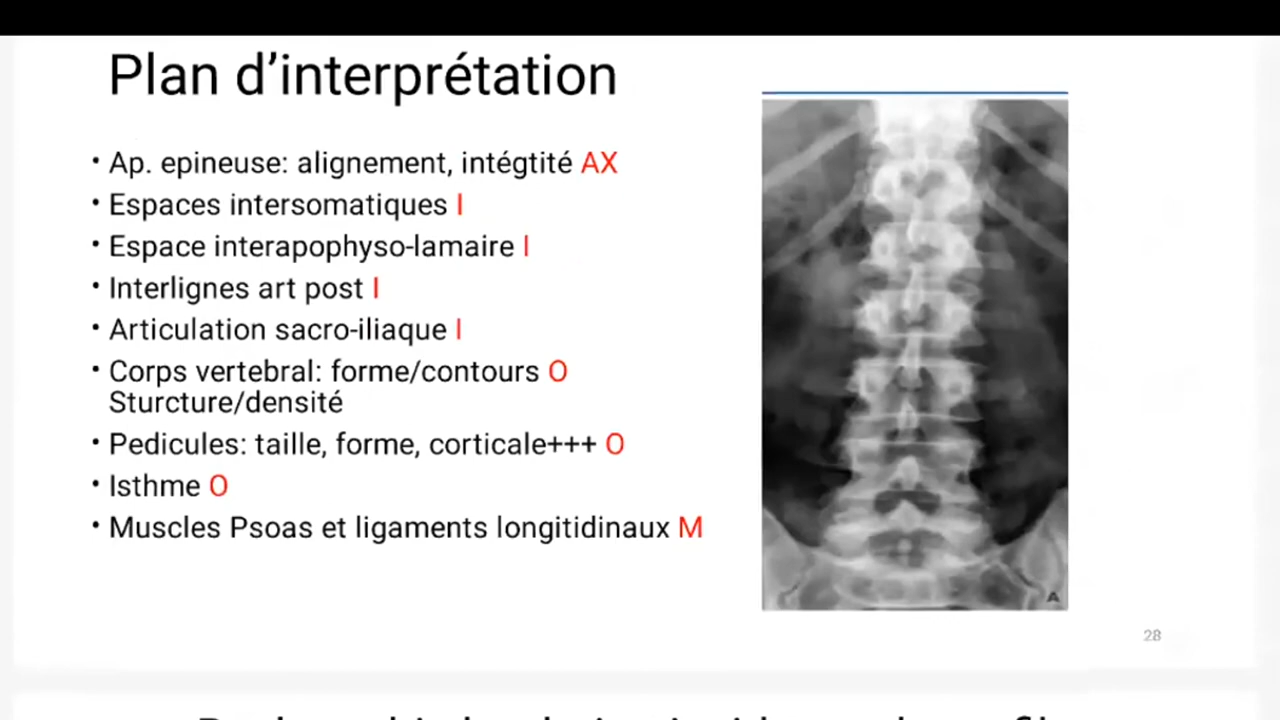 Plan d'interprétation
• Ap. epineuse: alignement, intégtité AX
• Espaces intersomatiques I
• Espace interapophyso-lamaire I
• Interlignes art post I
• Articulation sacro-iliaque I
• Corps vertebral: forme/contours O
Sturcture/densité
• Pedicules: taille, forme, corticale+++ O
• Isthme O
• Muscles Psoas et ligaments longitidinaux M
A
28